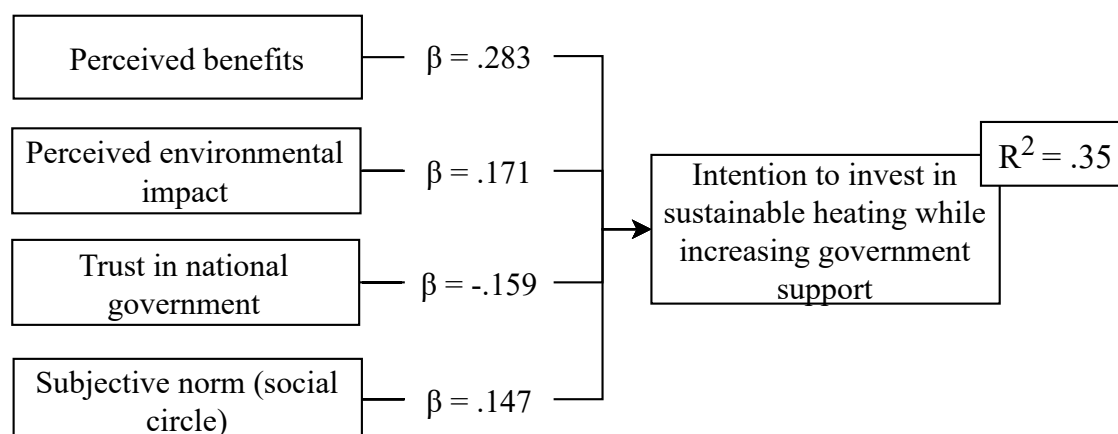 Perceived benefits
β = .283
Perceived environmental
impact
β = .171
Trust in national
government
β = -.159
Subjective norm (social
circle)
β = .147
Intention to invest in
sustainable heating while
increasing government
support
R² = .35